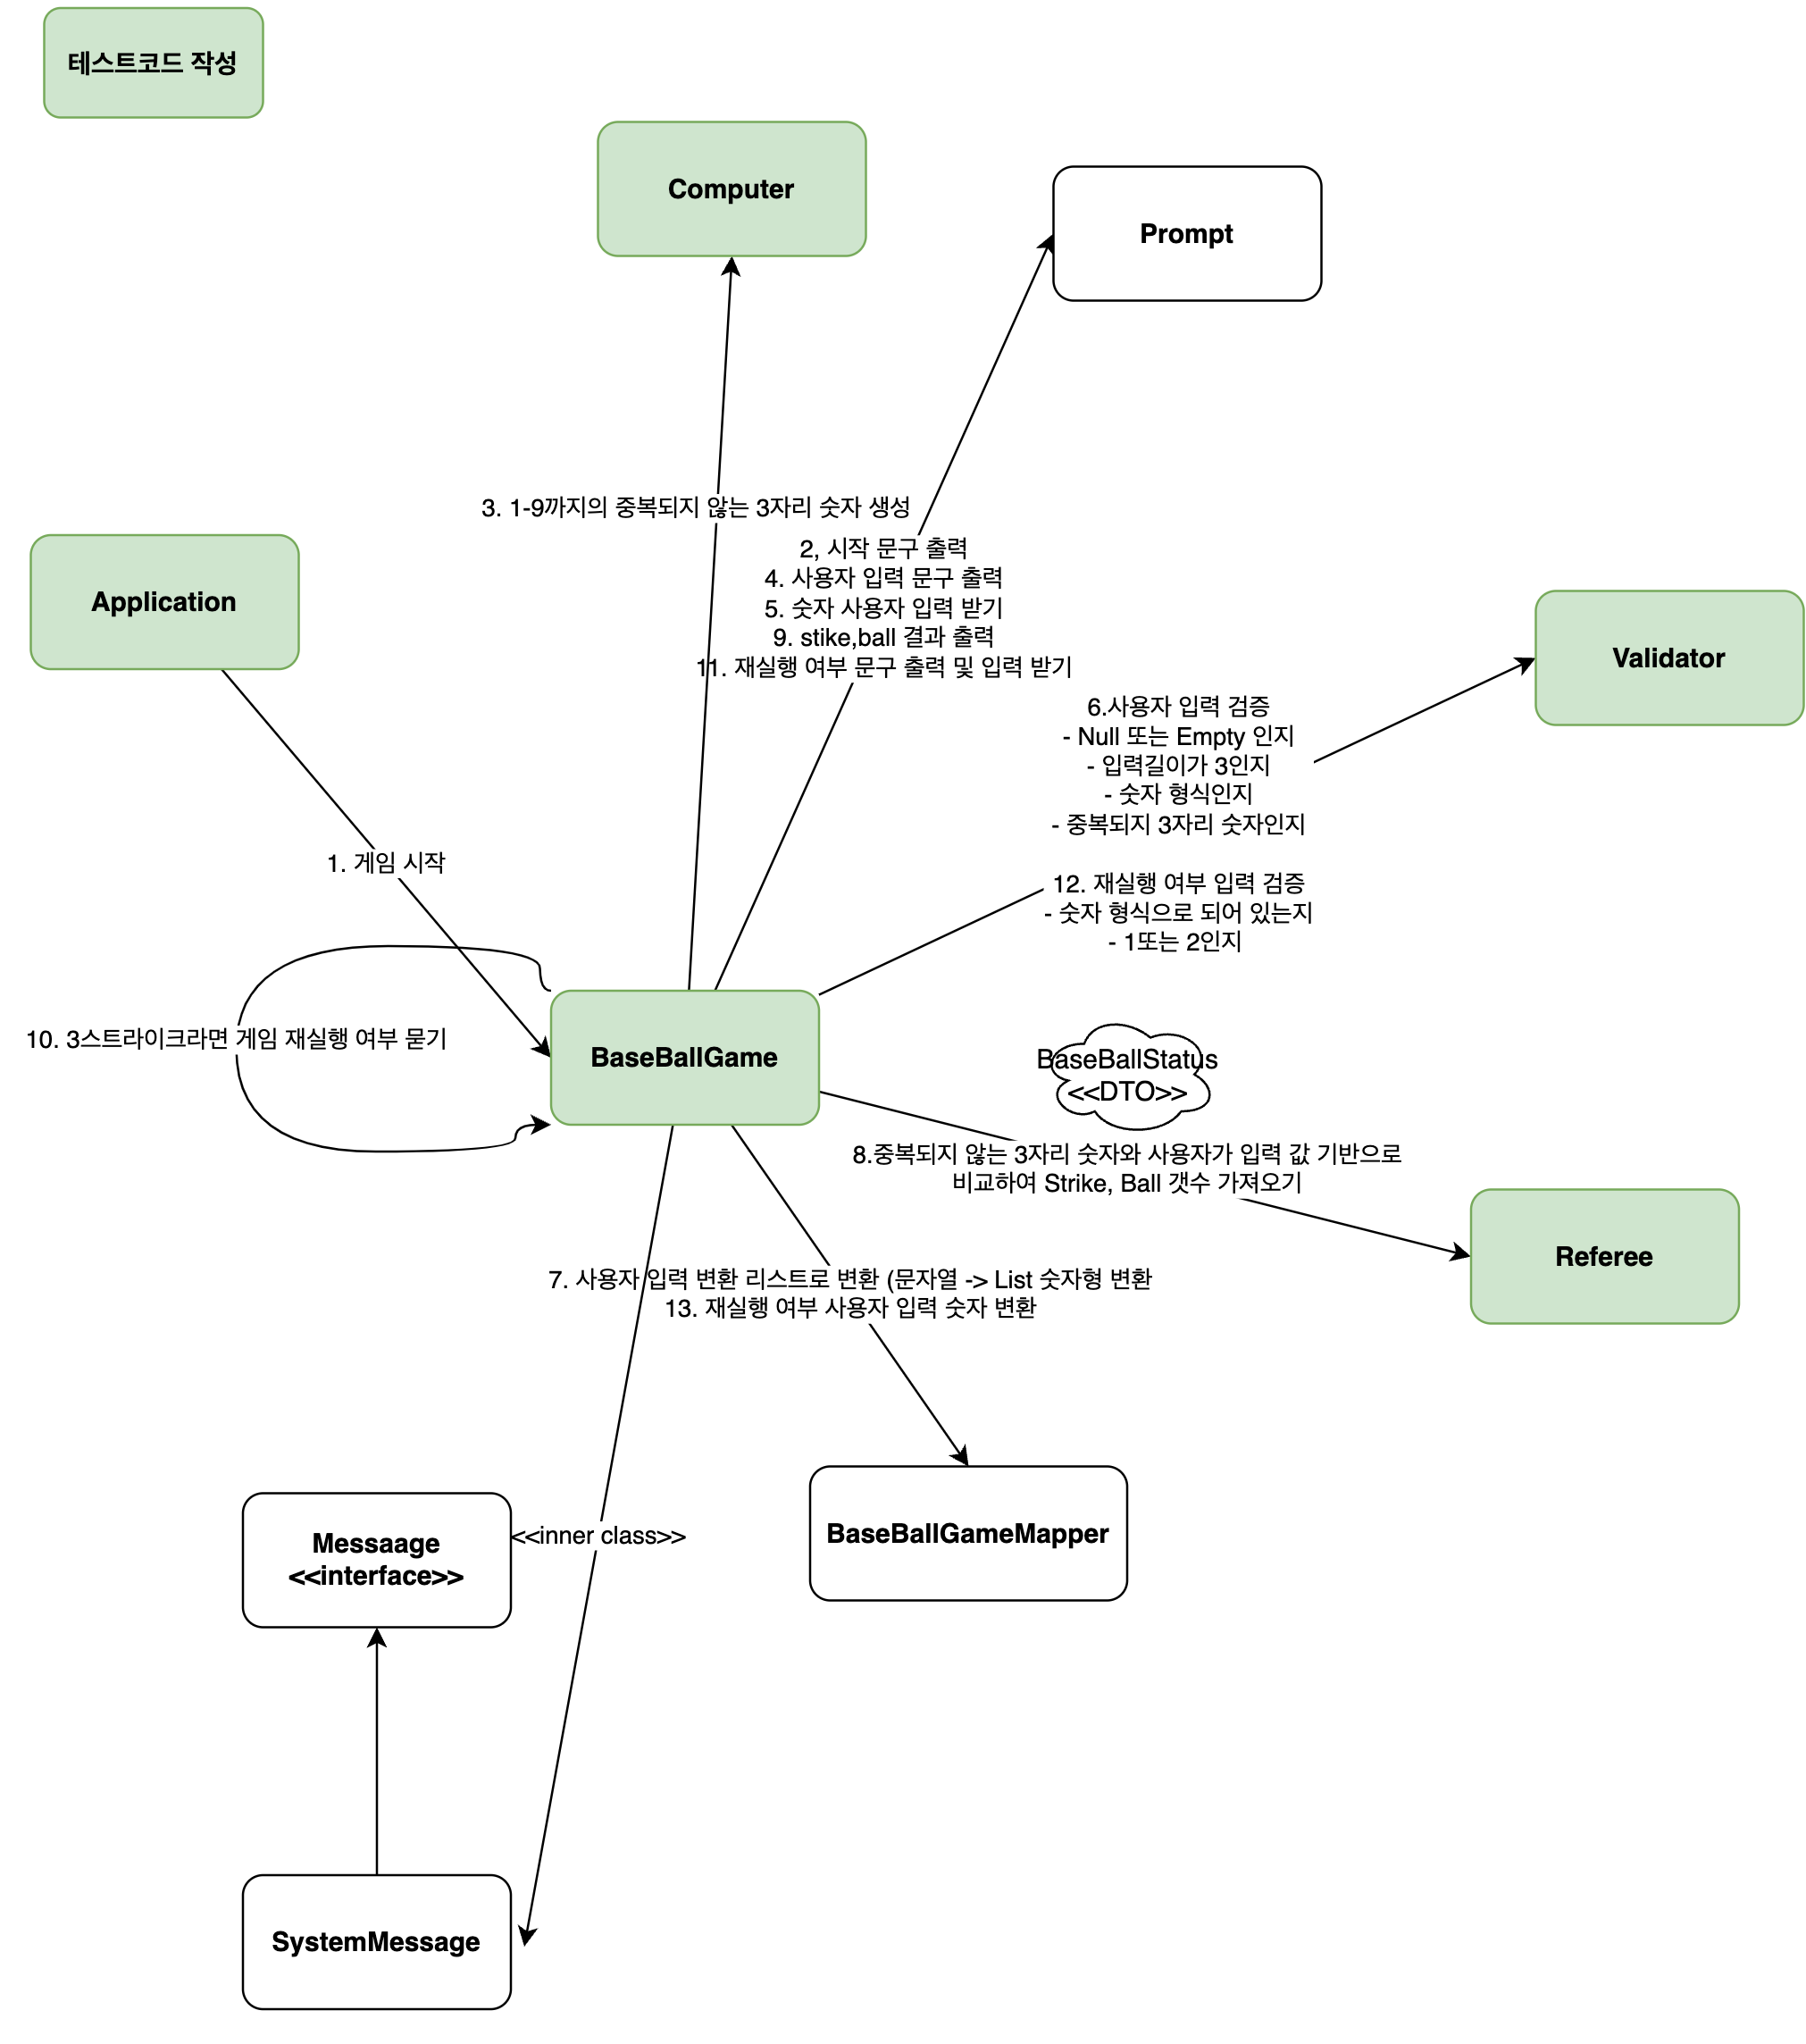 테스트코드 작성
Computer
Prompt
3. 1-9까지의 중복되지 않는 3자리 숫자 생성
2, 시작 문구 출력
4. 사용자 입력 문구 출력
5. 숫자 사용자 입력 받기
9. stike,ball 결과 출력
11. 재실행 여부 문구 출력 및 입력 받기
Application
Validator
6.사용자 입력 검증
- Null 또는 Empty 인지
- 입력길이가 3인지
- 숫자 형식인지
- 중복되지 3자리 숫자인지
1. 게임 시작
12. 재실행 여부 입력 검증
- 숫자 형식으로 되어 있는지
- 1또는 2인지
10. 3스트라이크라면 게임 재실행 여부 묻기
BaseBallGame
BaseBallStatus
<<DTO>>
8.중복되지 않는 3자리 숫자와 사용자가 입력 값 기반으로
비교하여 Strike, Ball 갯수 가져오기
Referee
7. 사용자 입력 변환 리스트로 변환 (문자열 -> List 숫자형 변환
13. 재실행 여부 사용자 입력 숫자 변환
Messaage
<<interface>>
<<inner class>>
BaseBallGameMapper
SystemMessage